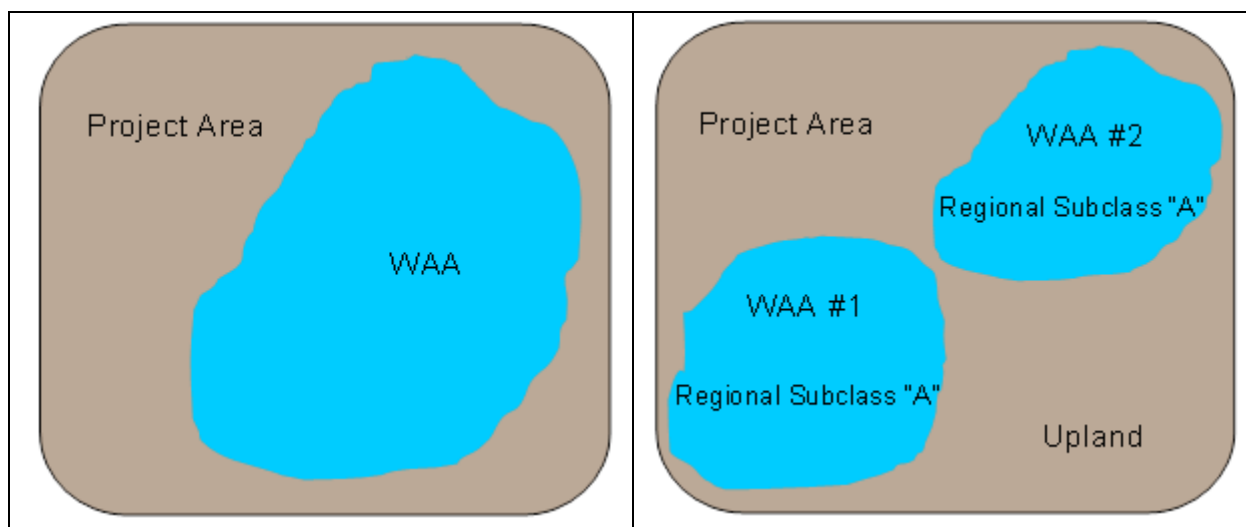 Project Area
WAA
Project Area
WAA #2
Regional Subclass "A"
WAA #1
Regional Subclass "A"
Upland